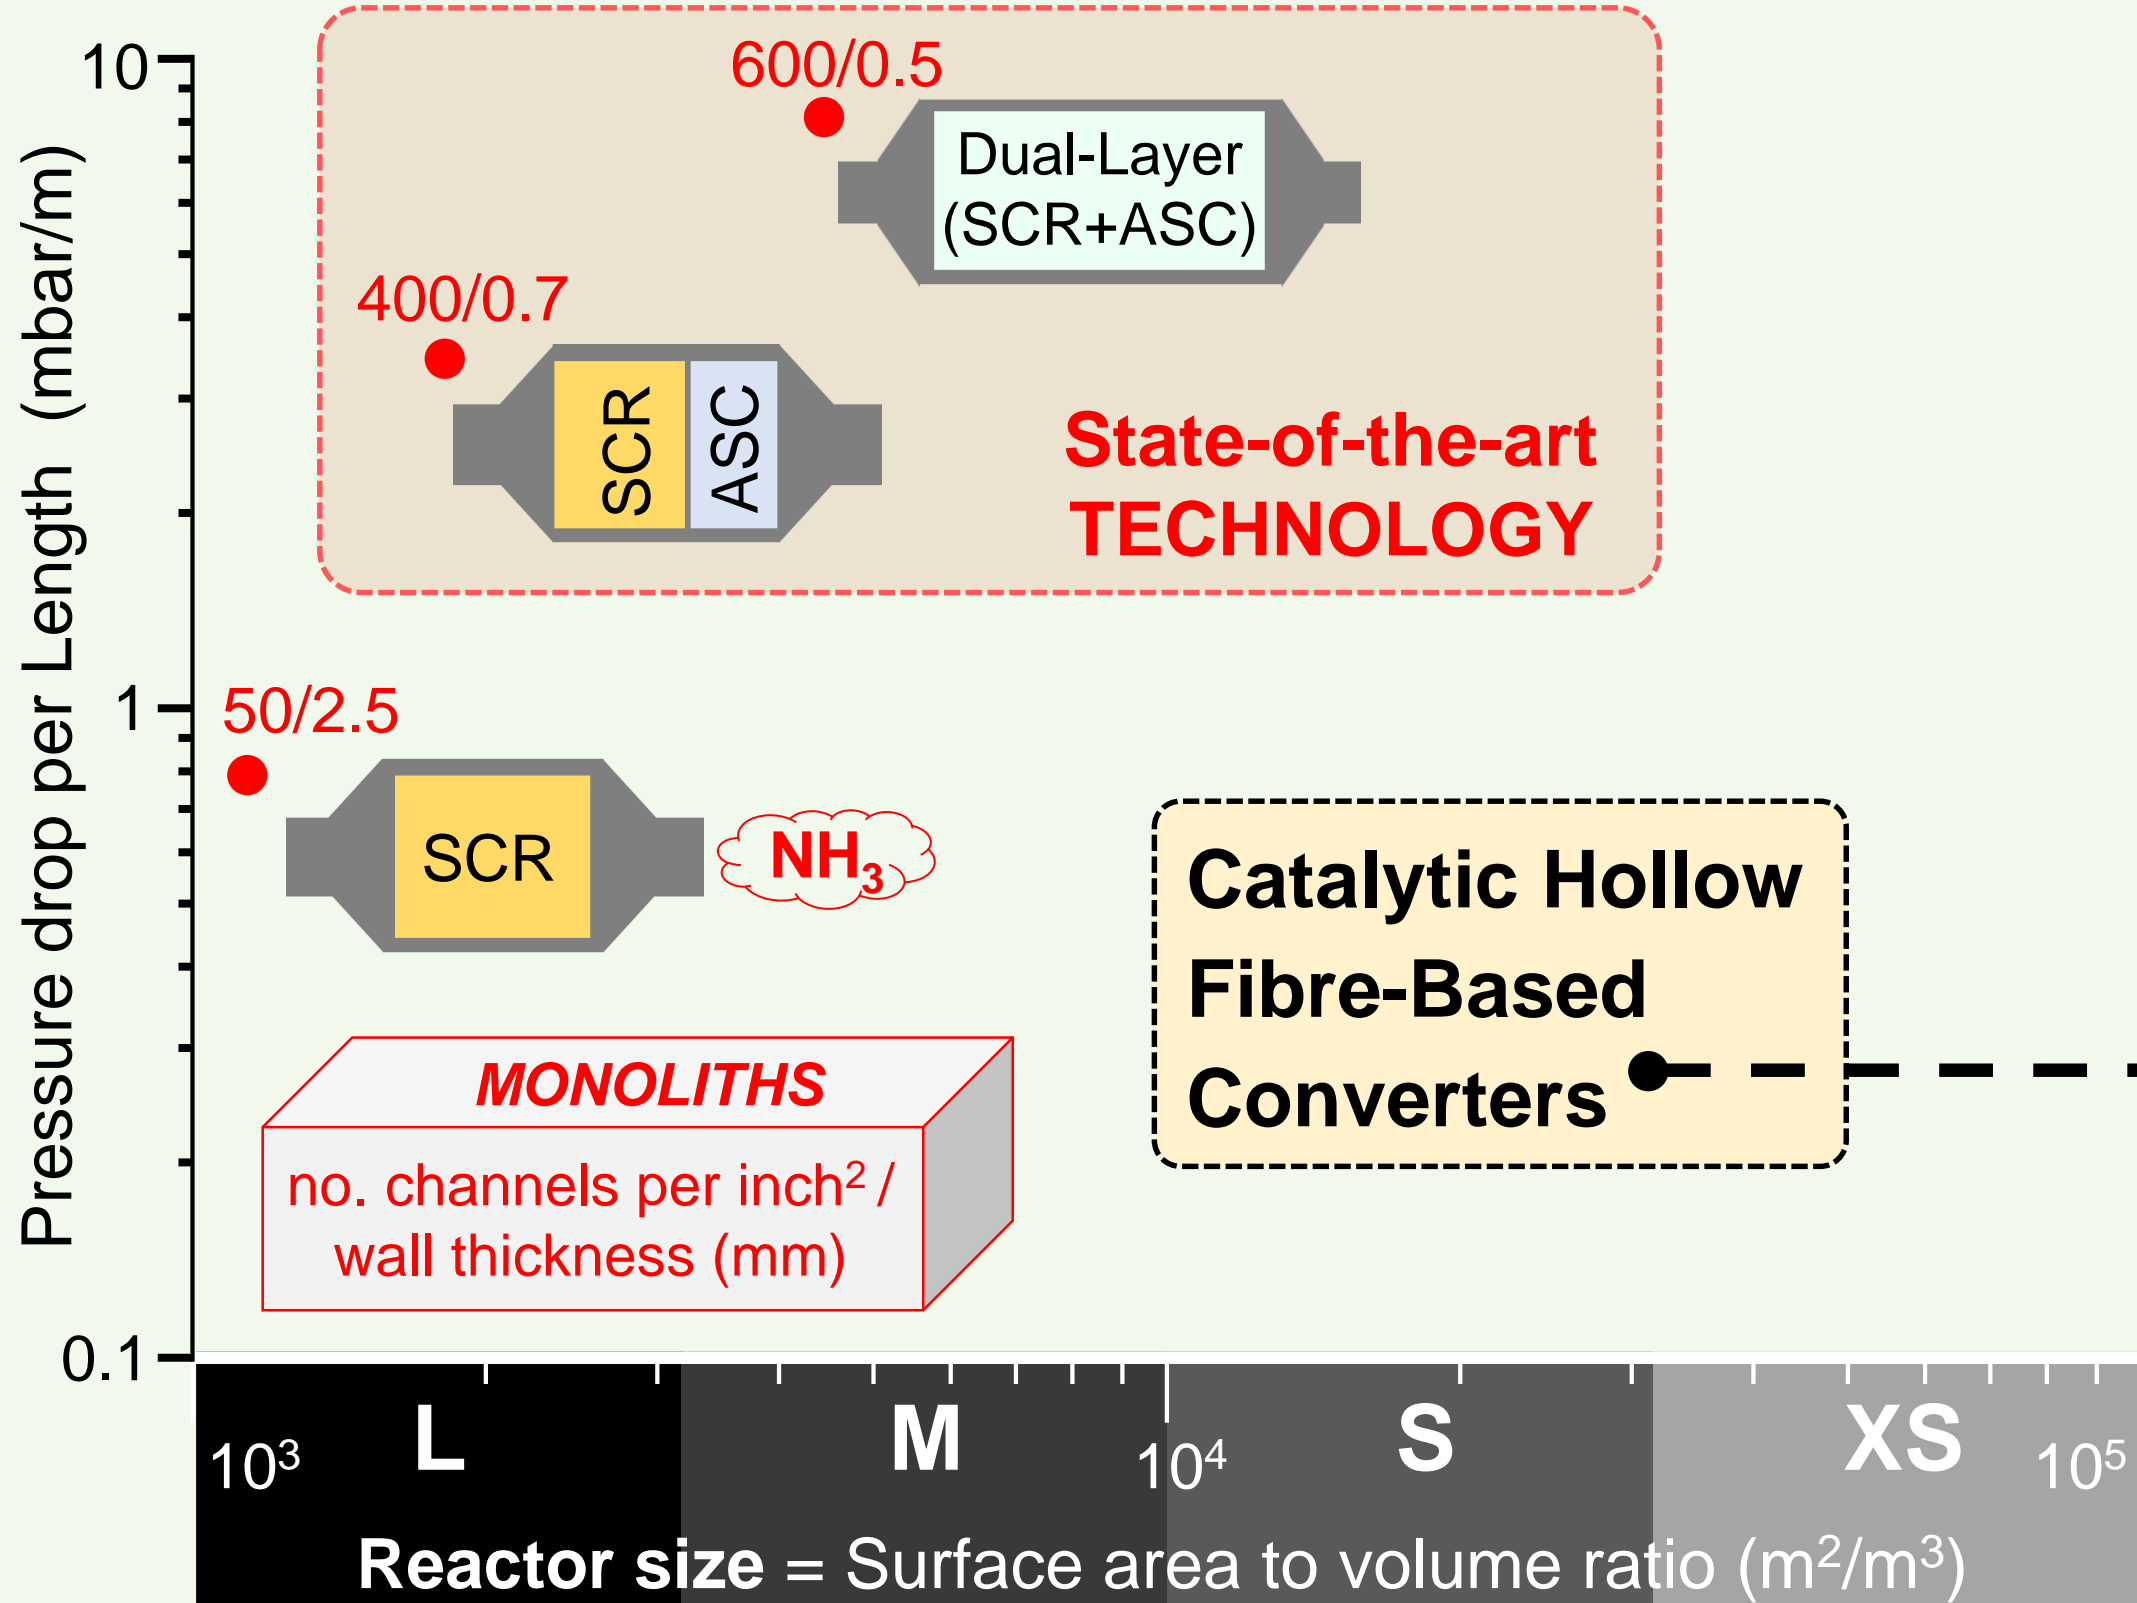 Pressure drop per Length (mbar/m)
10
1
0.1
600/0.5
Dual-Layer
(SCR+ASC)
400/0.7
SCR
ASC
State-of-the-art
TECHNOLOGY
50/2.5
SCR
NH₃
Catalytic Hollow
Fibre-Based
Converters
MONOLITHS
no. channels per inch² /
wall thickness (mm)
L
M
S
XS
10³
10⁴
10⁵
Reactor size = Surface area to volume ratio (m²/m³)